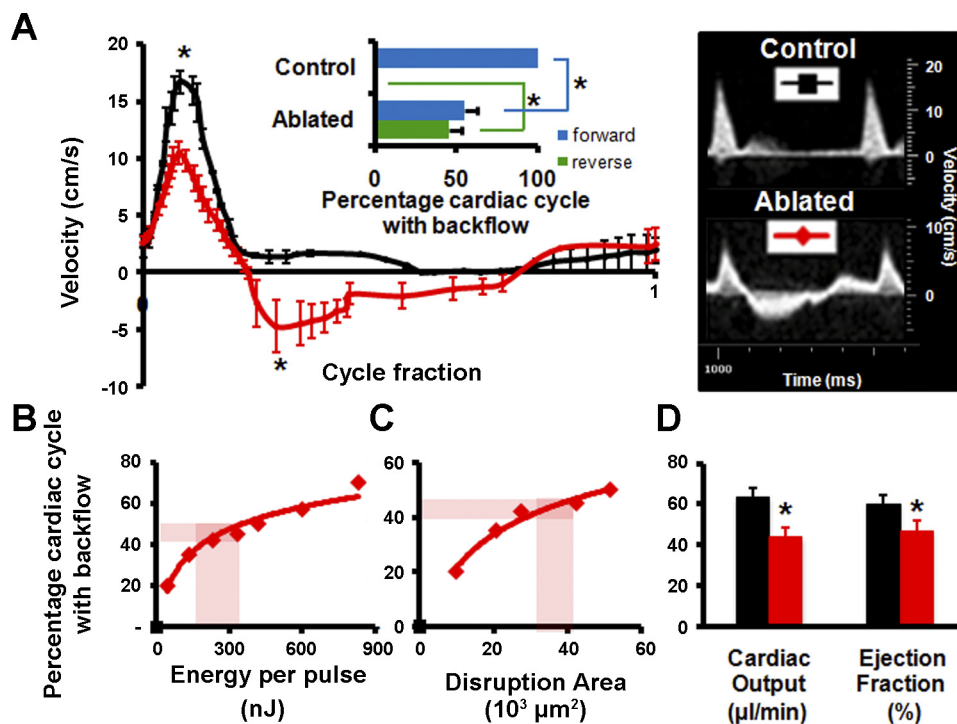 A
20
15
10
5
0
-5
-10
Velocity (cm/s)
*
*
0
1
Cycle fraction
Control
Ablated
*
*
forward
reverse
0
50
100
Percentage cardiac cycle
with backflow
Control
20
10
0
Velocity (cm/s)
Ablated
10
0
1000
Time (ms)
B
Percentage cardiac cycle
with backflow
80
60
40
20
-
0
300
600
900
Energy per pulse
(nJ)
C
60
40
20
0
0
20
40
60
Disruption Area
(10³ µm²)
D
80
60
40
20
0
*
*
Cardiac
Output
(µl/min)
Ejection
Fraction
(%)